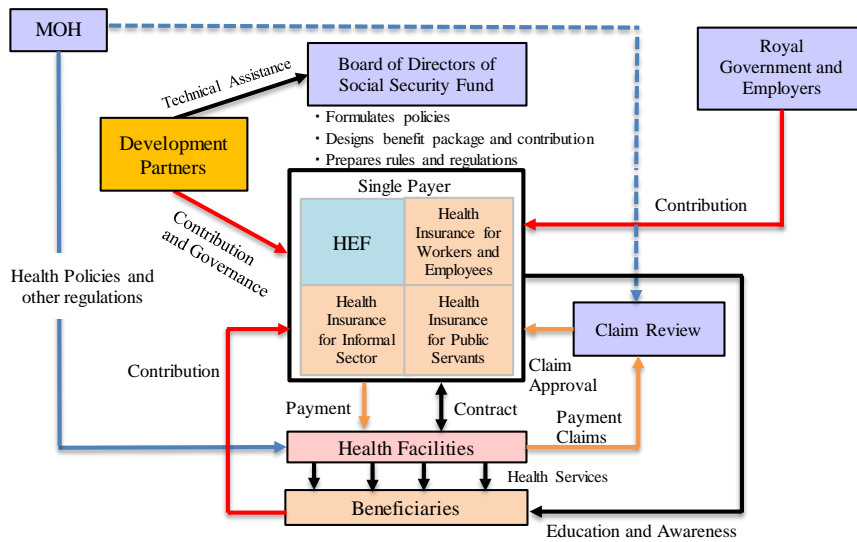 MOH
Technical Assistance
Board of Directors of
Social Security Fund
Royal
Government and
Employers
· Formulates policies
· Designs benefit package and contribution
· Prepares rules and regulations
Development
Partners
Single Payer
Contribution
and Governance
HEF
Health
Insurance for
Workers and
Employees
Contribution
Health Policies and
other regulations
Health
Insurance
for Informal
Sector
Health
Insurance
for Public
Servants
Claim Review
Contribution
Claim
Approval
Payment
Contract
Payment
Claims
Health Facilities
Health Services
Beneficiaries
Education and Awareness